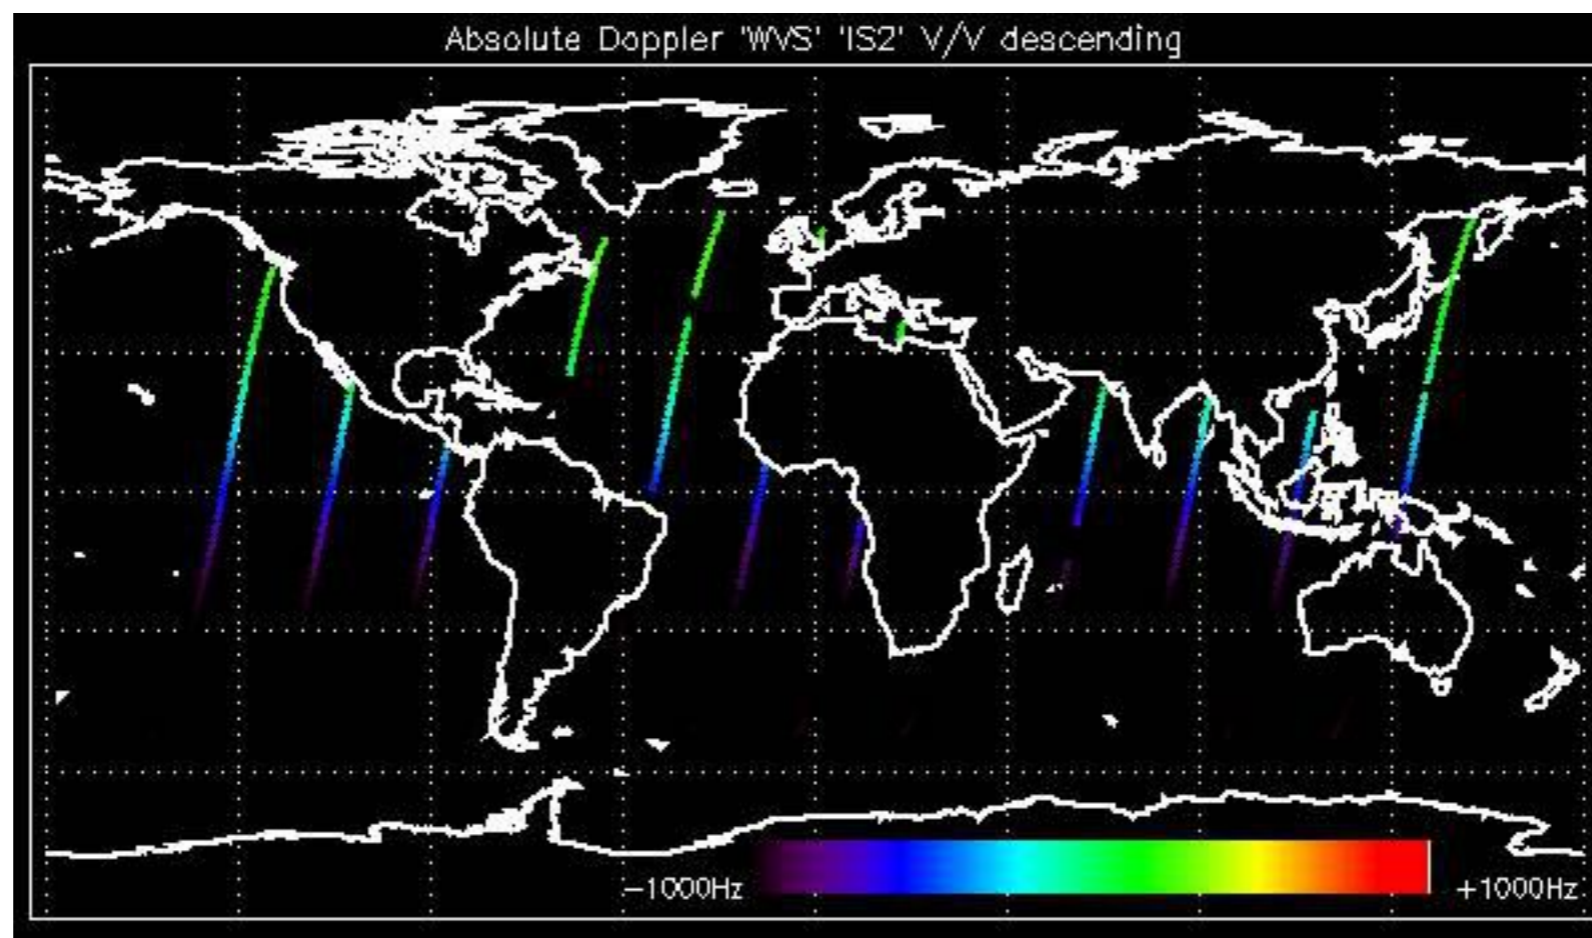 Absolute Doppler 'WVS' 'IS2' V/V descending
-1000Hz +1000Hz